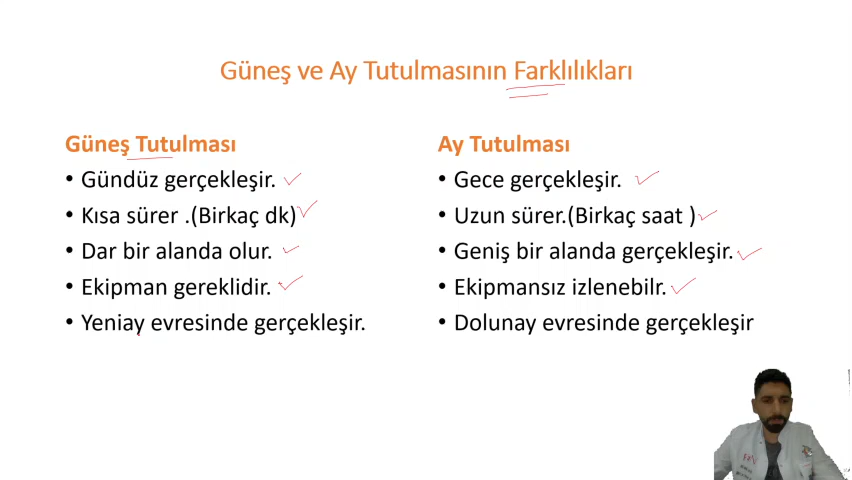 Güneş ve Ay Tutulmasının Farklılıkları
Güneş Tutulması
• Gündüz gerçekleşir.
• Kısa sürer .(Birkaç dk)
• Dar bir alanda olur.
• Ekipman gereklidir.
• Yeniay evresinde gerçekleşir.
Ay Tutulması
• Gece gerçekleşir.
• Uzun sürer.(Birkaç saat )
• Geniş bir alanda gerçekleşir.
• Ekipmansız izlenebilr.
• Dolunay evresinde gerçekleşir